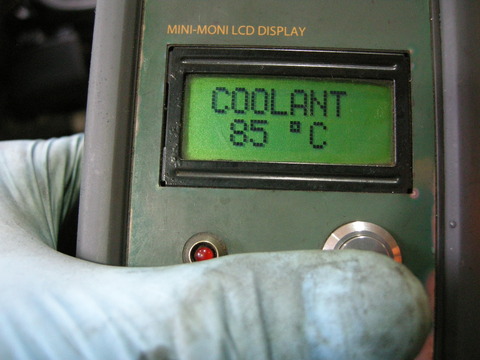 MINI-MONI LCD DISPLAY
COOLANT
85 °C